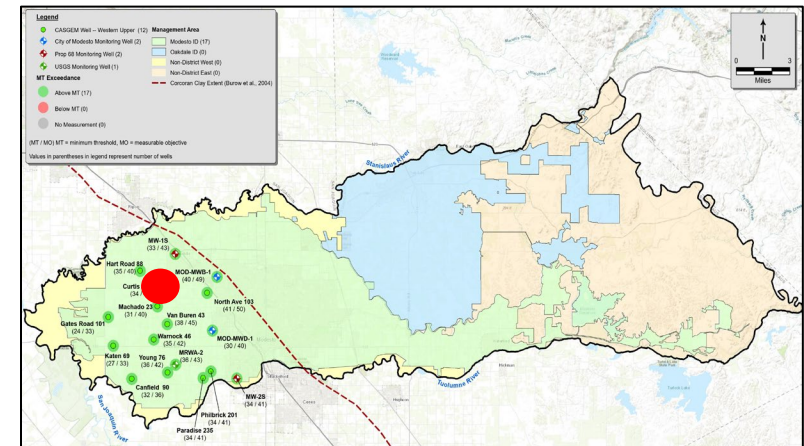 Legend
CASGEM Well – Western Upper (12)
City of Modesto Monitoring Well (2)
Prop 68 Monitoring Well (2)
USGS Monitoring Well (1)
MT Exceedance
Above MT (17)
Below MT (0)
No Measurement (0)
Management Area
Modesto ID (17)
Oakdale ID (0)
Non-District West (0)
Non-District East (0)
Corcoran Clay Extent (Burow et al., 2004)
(MT / MO) MT = minimum threshold, MO = measurable objective
Values in parentheses in legend represent number of wells
N
0 3
Miles
Stanislaus River
MW-1S
(33 / 43)
Hart Road 88
(35 / 40)
MOD-MWB-1
(40 / 49)
Curtis
(34 /
North Ave 103
(41 / 50)
Machado 23
(31 / 40)
Van Buren 43
(38 / 45)
Gates Road 101
(24 / 33)
Warnock 46
(35 / 42)
MOD-MWD-1
(30 / 40)
Katen 69
(27 / 33)
Young 76
(36 / 42)
MRWA-2
(36 / 43)
Canfield 90
(32 / 36)
MW-2S
(34 / 41)
Philbrick 201
(34 / 41)
Paradise 235
(34 / 41)
Tuolumne River
San Joaquin River